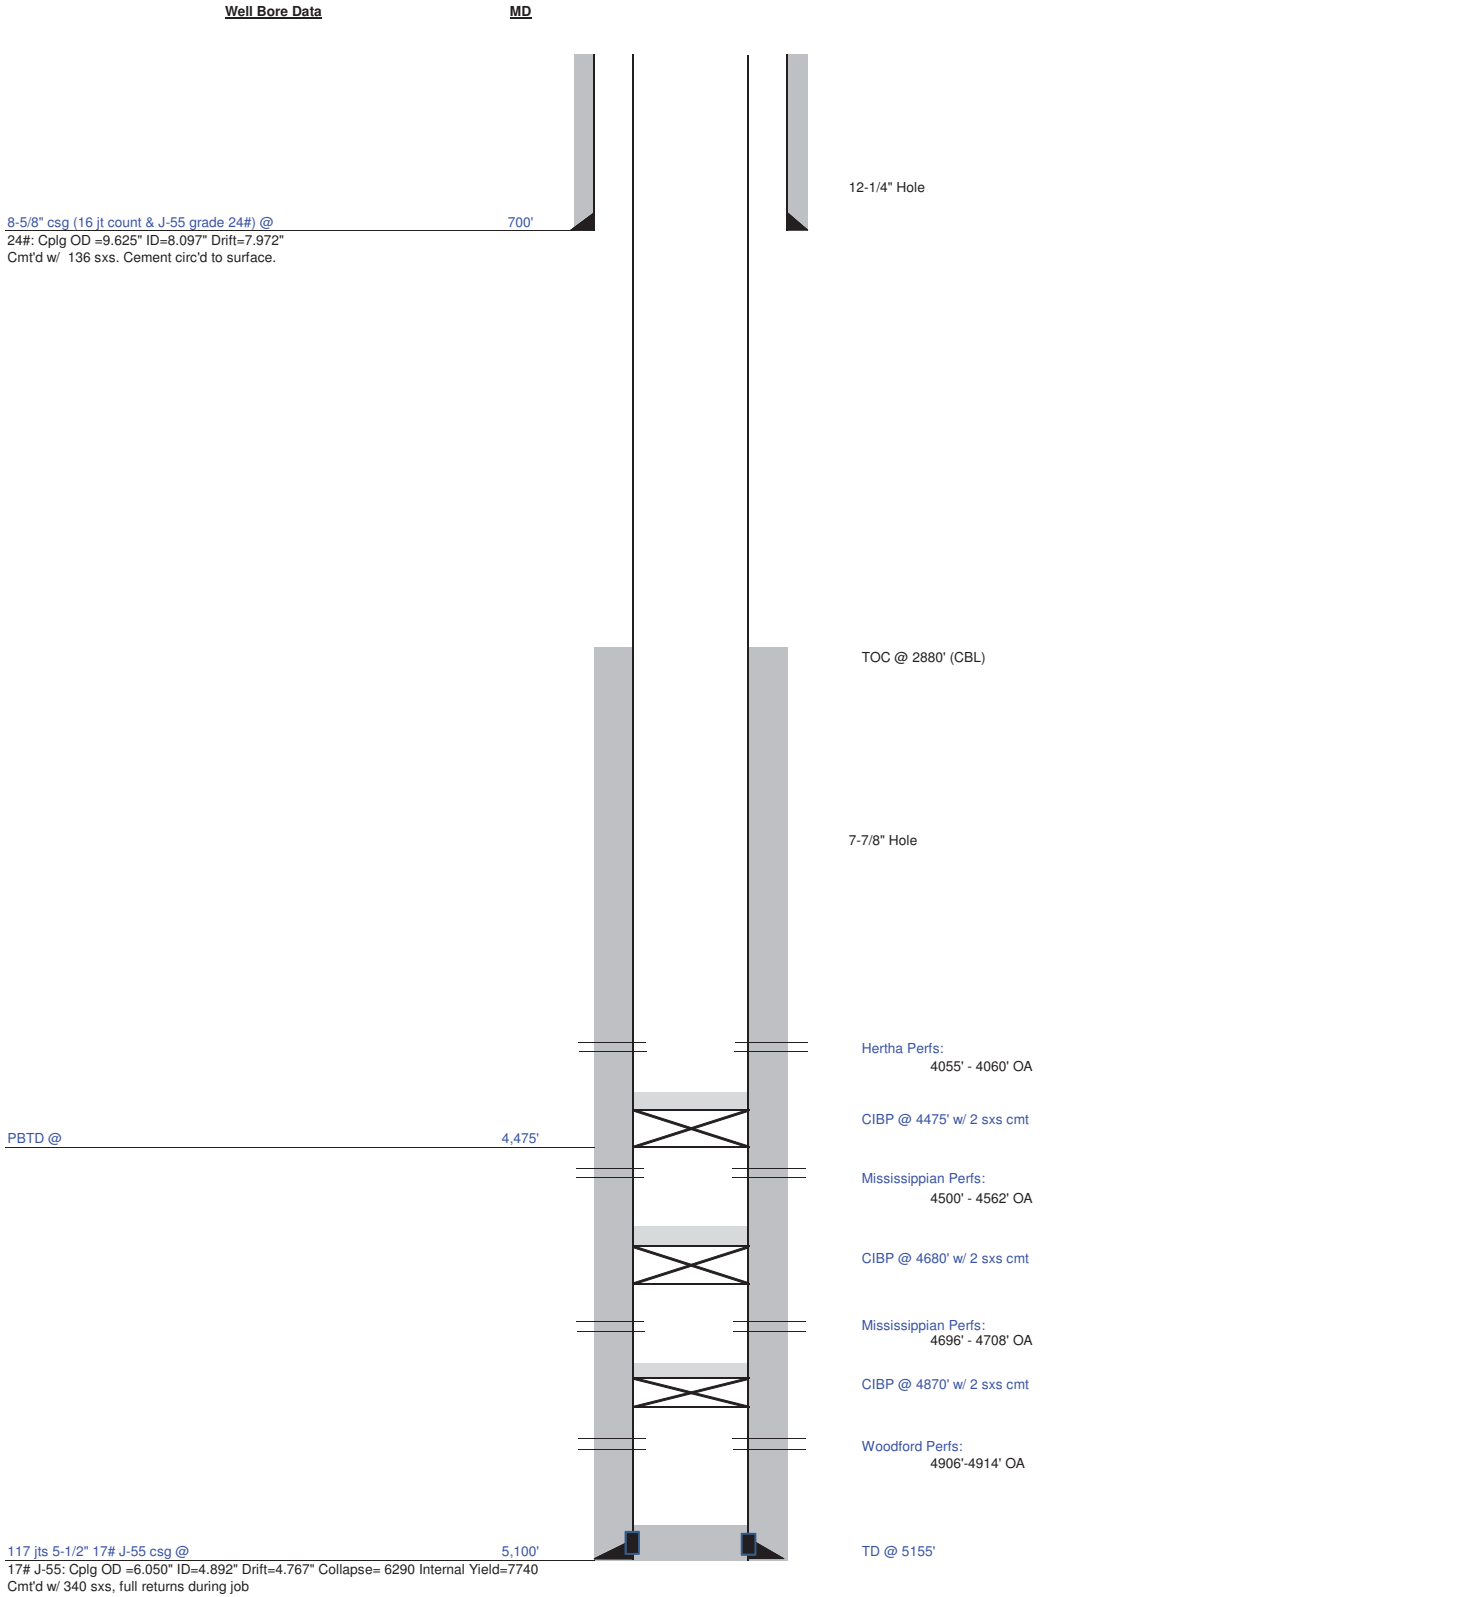 Well Bore Data MD
12-1/4" Hole
8-5/8" csg (16 jt count & J-55 grade 24#) @ 700'
24#: Cplg OD =9.625" ID=8.097" Drift=7.972"
Cmt'd w/ 136 sxs. Cement circ'd to surface.
TOC @ 2880' (CBL)
7-7/8" Hole
Hertha Perfs:
4055' - 4060' OA
CIBP @ 4475' w/ 2 sxs cmt
PBTD @ 4,475'
Mississippian Perfs:
4500' - 4562' OA
CIBP @ 4680' w/ 2 sxs cmt
Mississippian Perfs:
4696' - 4708' OA
CIBP @ 4870' w/ 2 sxs cmt
Woodford Perfs:
4906'-4914' OA
117 jts 5-1/2" 17# J-55 csg @ 5,100' TD @ 5155'
17# J-55: Cplg OD =6.050" ID=4.892" Drift=4.767" Collapse= 6290 Internal Yield=7740
Cmt'd w/ 340 sxs, full returns during job